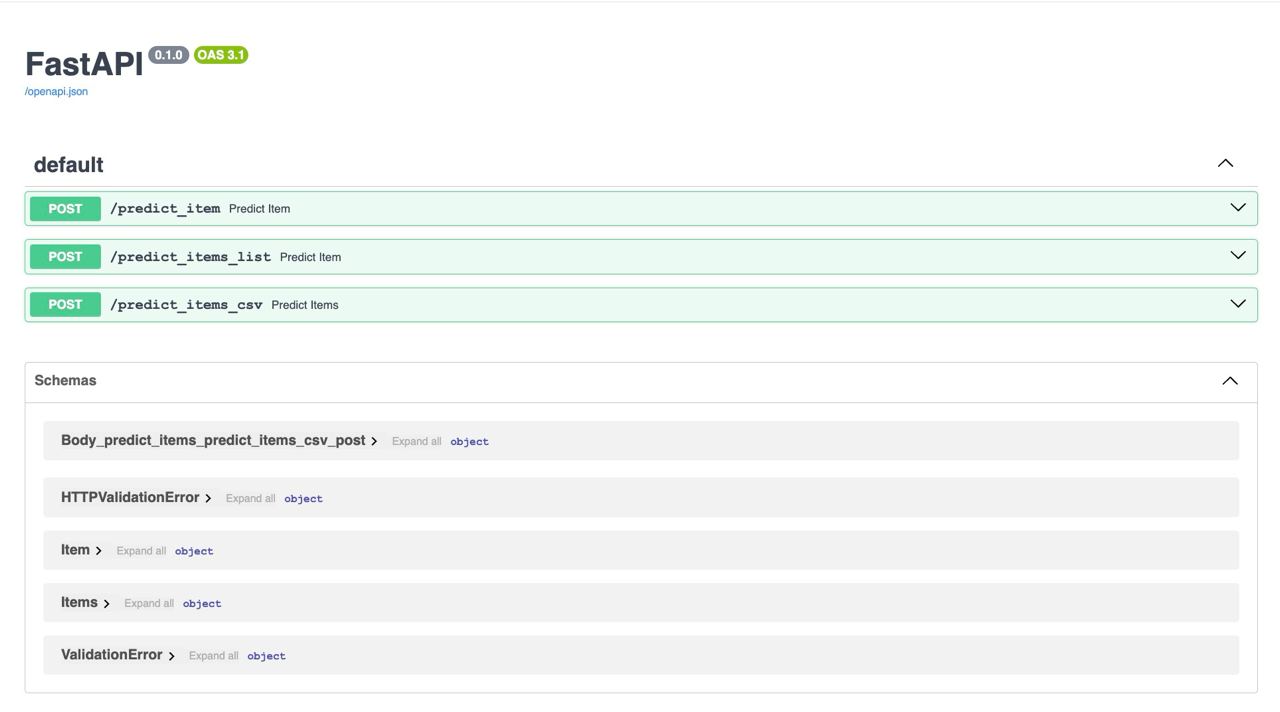 FastAPI 0.1.0 OAS 3.1
/openapi.json
default
POST /predict_item Predict Item
POST /predict_items_list Predict Item
POST /predict_items_csv Predict Items
Schemas
Body_predict_items_predict_items_csv_post Expand all object
HTTPValidationError Expand all object
Item Expand all object
Items Expand all object
ValidationError Expand all object